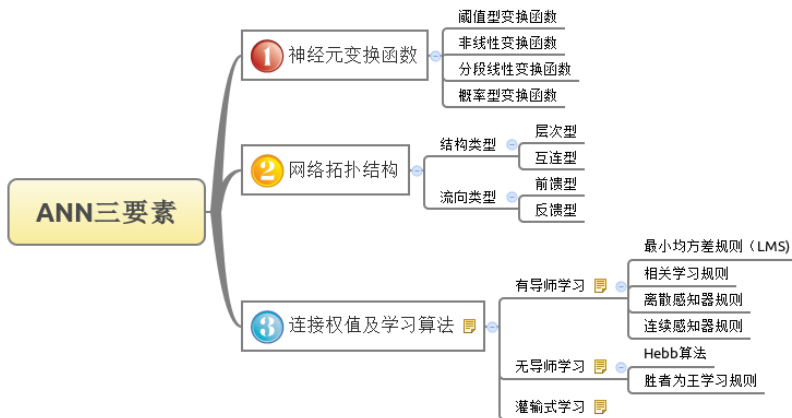 ANN三要素
1 神经元变换函数
阈值型变换函数
非线性变换函数
分段线性变换函数
概率型变换函数
2 网络拓扑结构
结构类型
层次型
互连型
流向类型
前馈型
反馈型
3 连接权值及学习算法
有导师学习
最小均方差规则（LMS)
相关学习规则
离散感知器规则
连续感知器规则
无导师学习
Hebb算法
胜者为王学习规则
灌输式学习